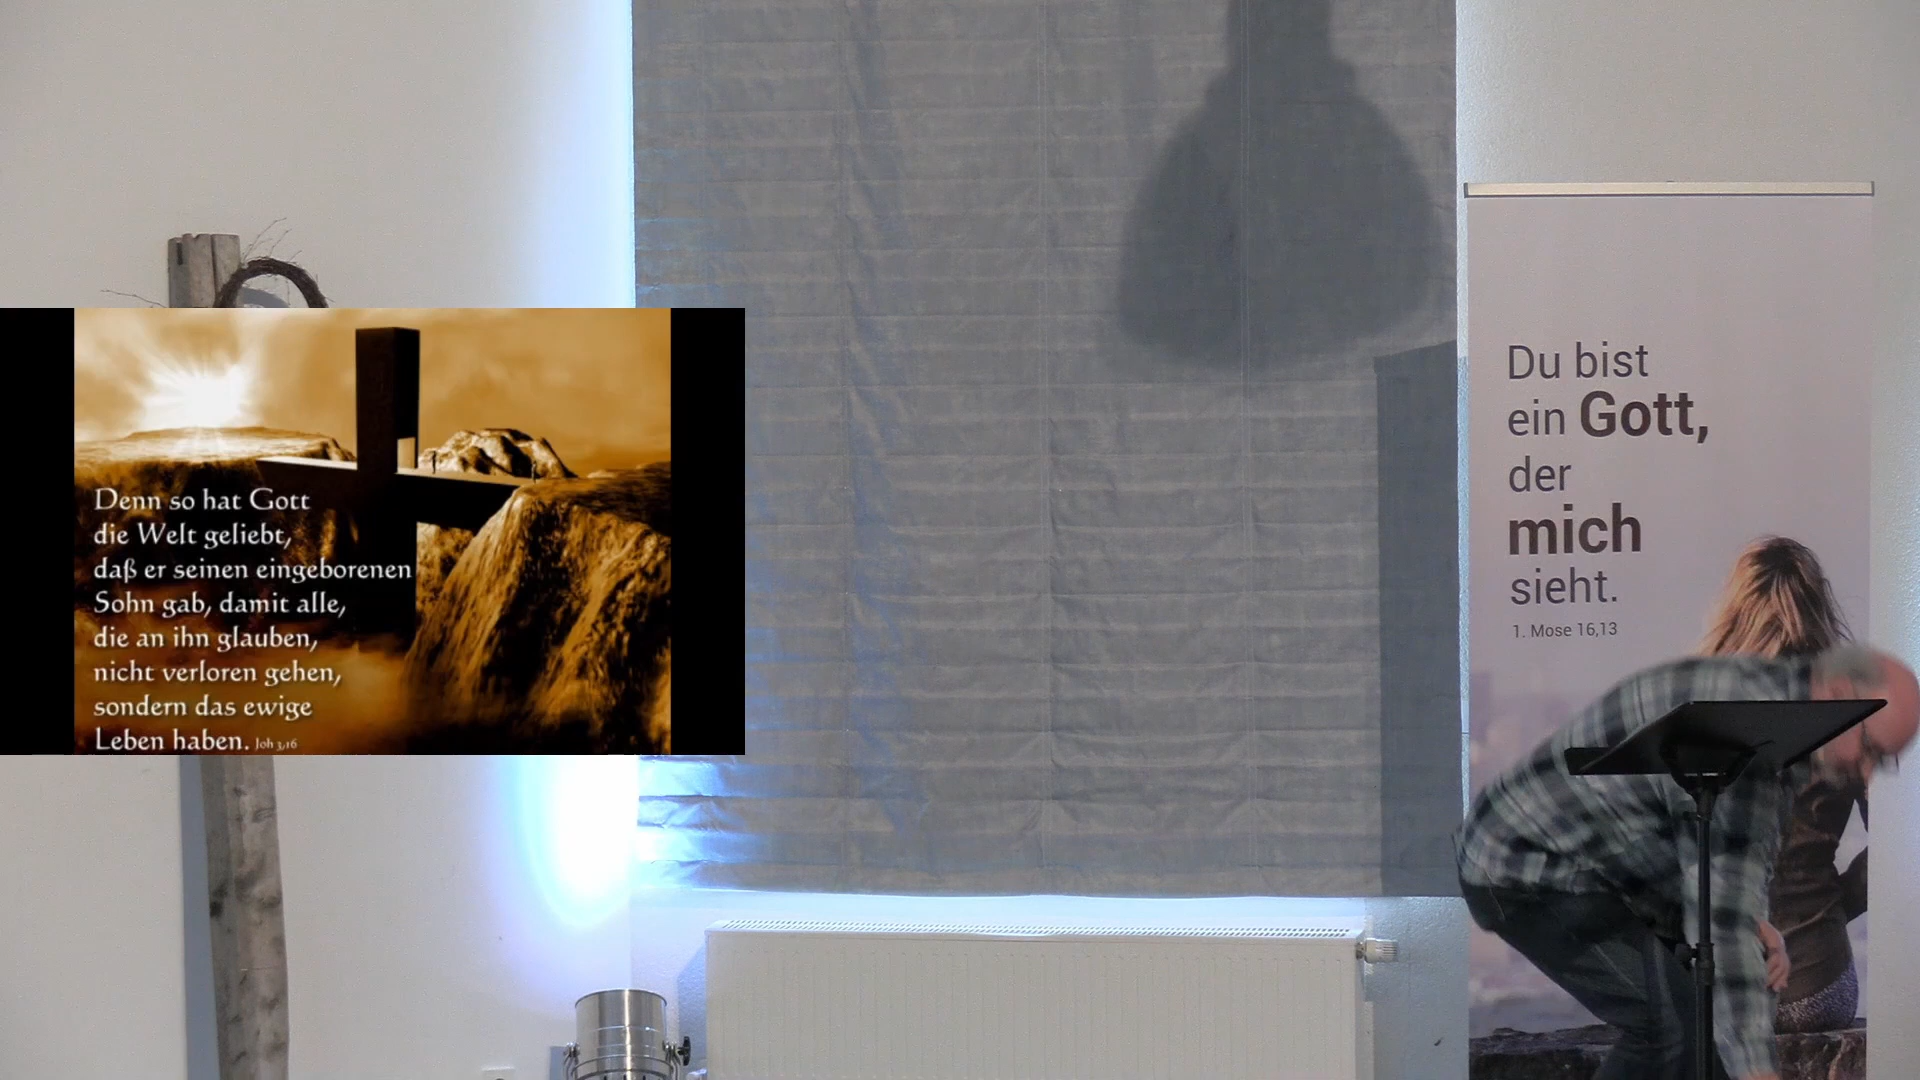 Denn so hat Gott
die Welt geliebt,
daß er seinen eingeborenen
Sohn gab, damit alle,
die an ihn glauben,
nicht verloren gehen,
sondern das ewige
Leben haben. Joh 3,16
Du bist
ein Gott,
der
mich
sieht.
1. Mose 16,13